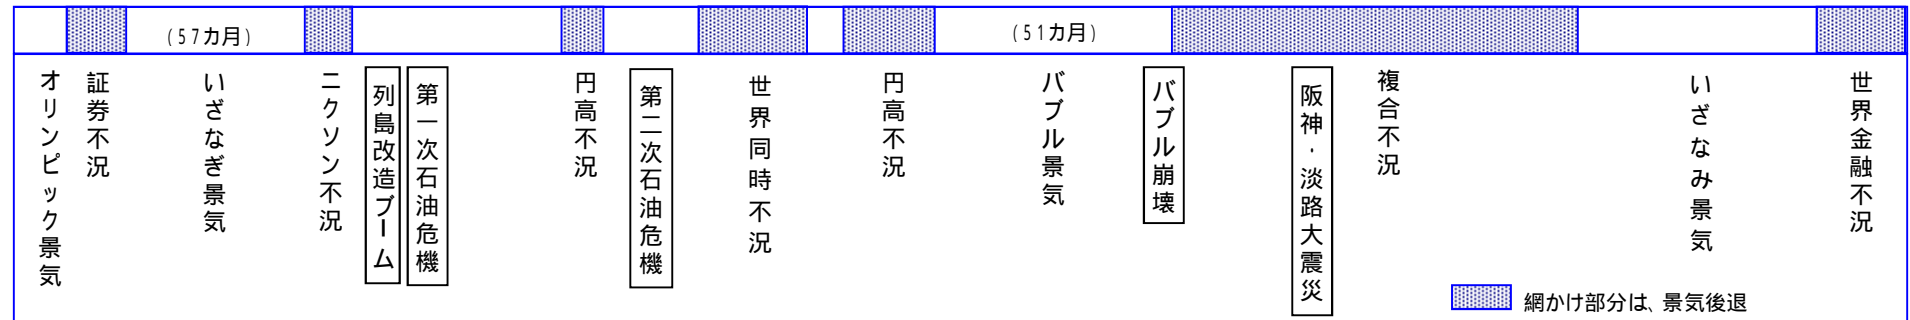 (57カ月)
(51カ月)
オリンピック景気
証券不況
いざなぎ景気
ニクソン不況
列島改造ブーム
第一次石油危機
円高不況
第二次石油危機
世界同時不況
円高不況
バブル景気
バブル崩壊
阪神・淡路大震災
複合不況
いざなみ景気
世界金融不況
網かけ部分は、景気後退